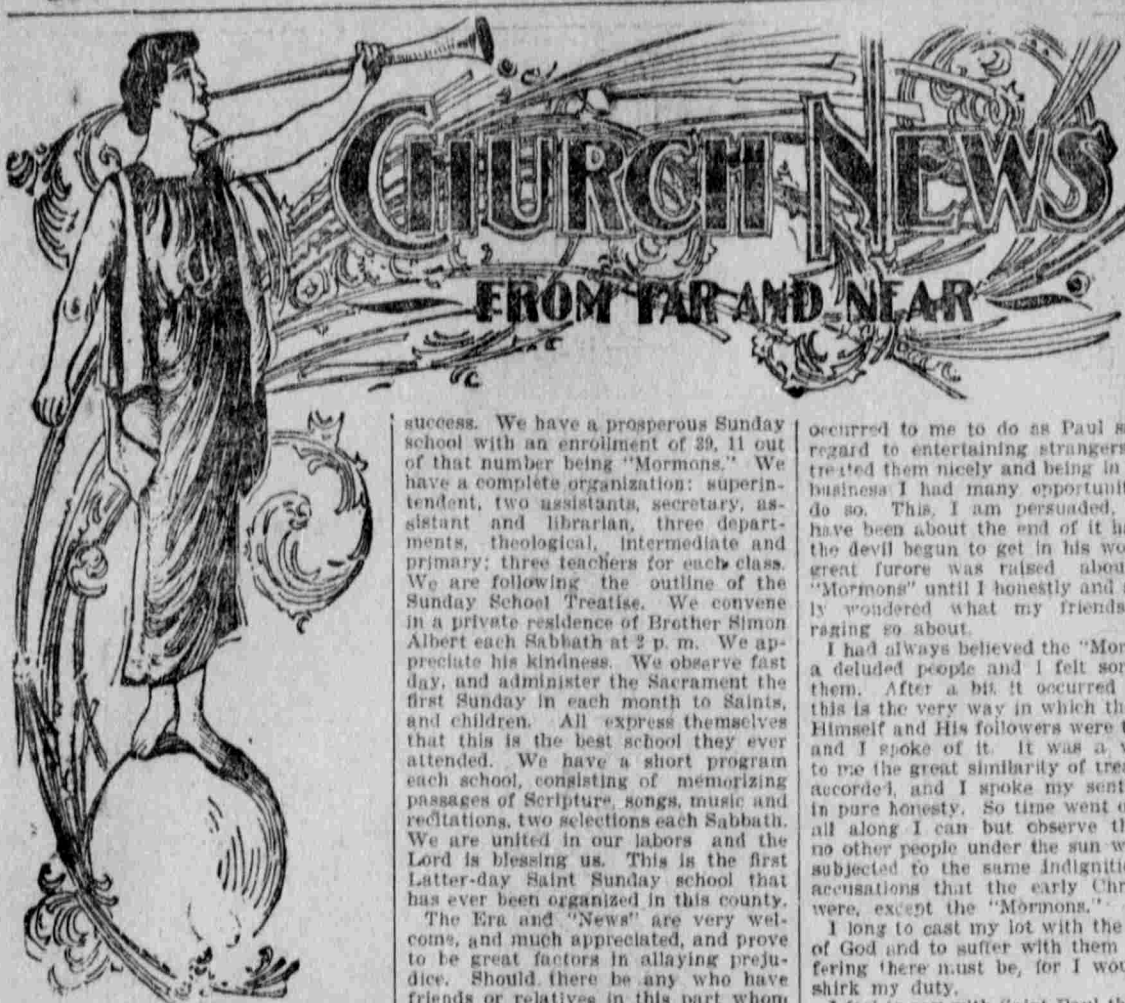 CHURCH NEWS
FROM FAR AND NEAR
success. We have a prosperous Sunday
school with an enrollment of 39, 11 out
of that number being "Mormons." We
have a complete organization: superin-
tendent, two assistants, secretary, as-
sistant and librarian, three depart-
ments, theological, intermediate and
primary; three teachers for each class.
We are following the outline of the
Sunday School Treatise. We convene
in a private residence of Brother Simon
Albert each Sabbath at 2 p. m. We ap-
preciate his kindness. We observe fast
day, and administer the Sacrament the
first Sunday in each month to Saints,
and children. All express themselves
that this is the best school they ever
attended. We have a short program
each school, consisting of memorizing
passages of Scripture, songs, music and
recitations, two selections each Sabbath.
We are united in our labors and the
Lord is blessing us. This is the first
Latter-day Saint Sunday school that
has ever been organized in this county.
The Era and "News" are very wel-
come, and much appreciated, and prove
to be great factors in allaying preju-
dice. Should there be any who have
friends or relatives in this part whom
occurred to me to do as Paul s
regard to entertaining strangers
treated them nicely and being in
business I had many opportunit
do so. This, I am persuaded,
have been about the end of it ha
the devil begun to get in his wo
great furore was raised abou
"Mormons" until I honestly and
ly wondered what my friends
raging so about.
I had always believed the "Mor
a deluded people and I felt sor
them. After a bit it occurred
this is the very way in which th
Himself and His followers were t
and I spoke of it. It was a w
to me the great similarity of trea
accorded, and I spoke my sent
in pure honesty. So time went o
all along I can but observe th
no other people under the sun w
subjected to the same indigniti
accusations that the early Chr
were, except the "Mormons."
I long to cast my lot with the
of God and to suffer with them
fering there must be, for I wou
shirk my duty.